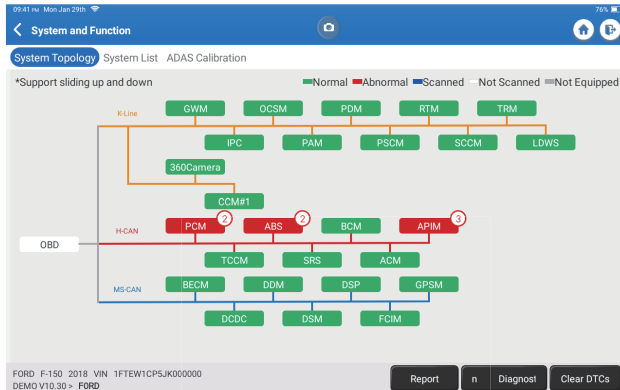 09:41 PM Mon Jan 29th 76%
System and Function
System Topology System List ADAS Calibration
*Support sliding up and down Normal Abnormal Scanned Not Scanned Not Equipped
K-Line GWM OCSM PDM RTM TRM
IPC PAM PSCM SCCM LDWS
360Camera
CCM#1
H-CAN PCM 2 ABS 2 BCM APIM 3
OBD
TCCM SRS ACM
MS-CAN BECM DDM DSP GPSM
DCDC DSM FCIM
FORD F-150 2018 VIN 1FTEW1CP5JK000000
DEMO V10.30 > FORD
Report n Diagnost Clear DTCs